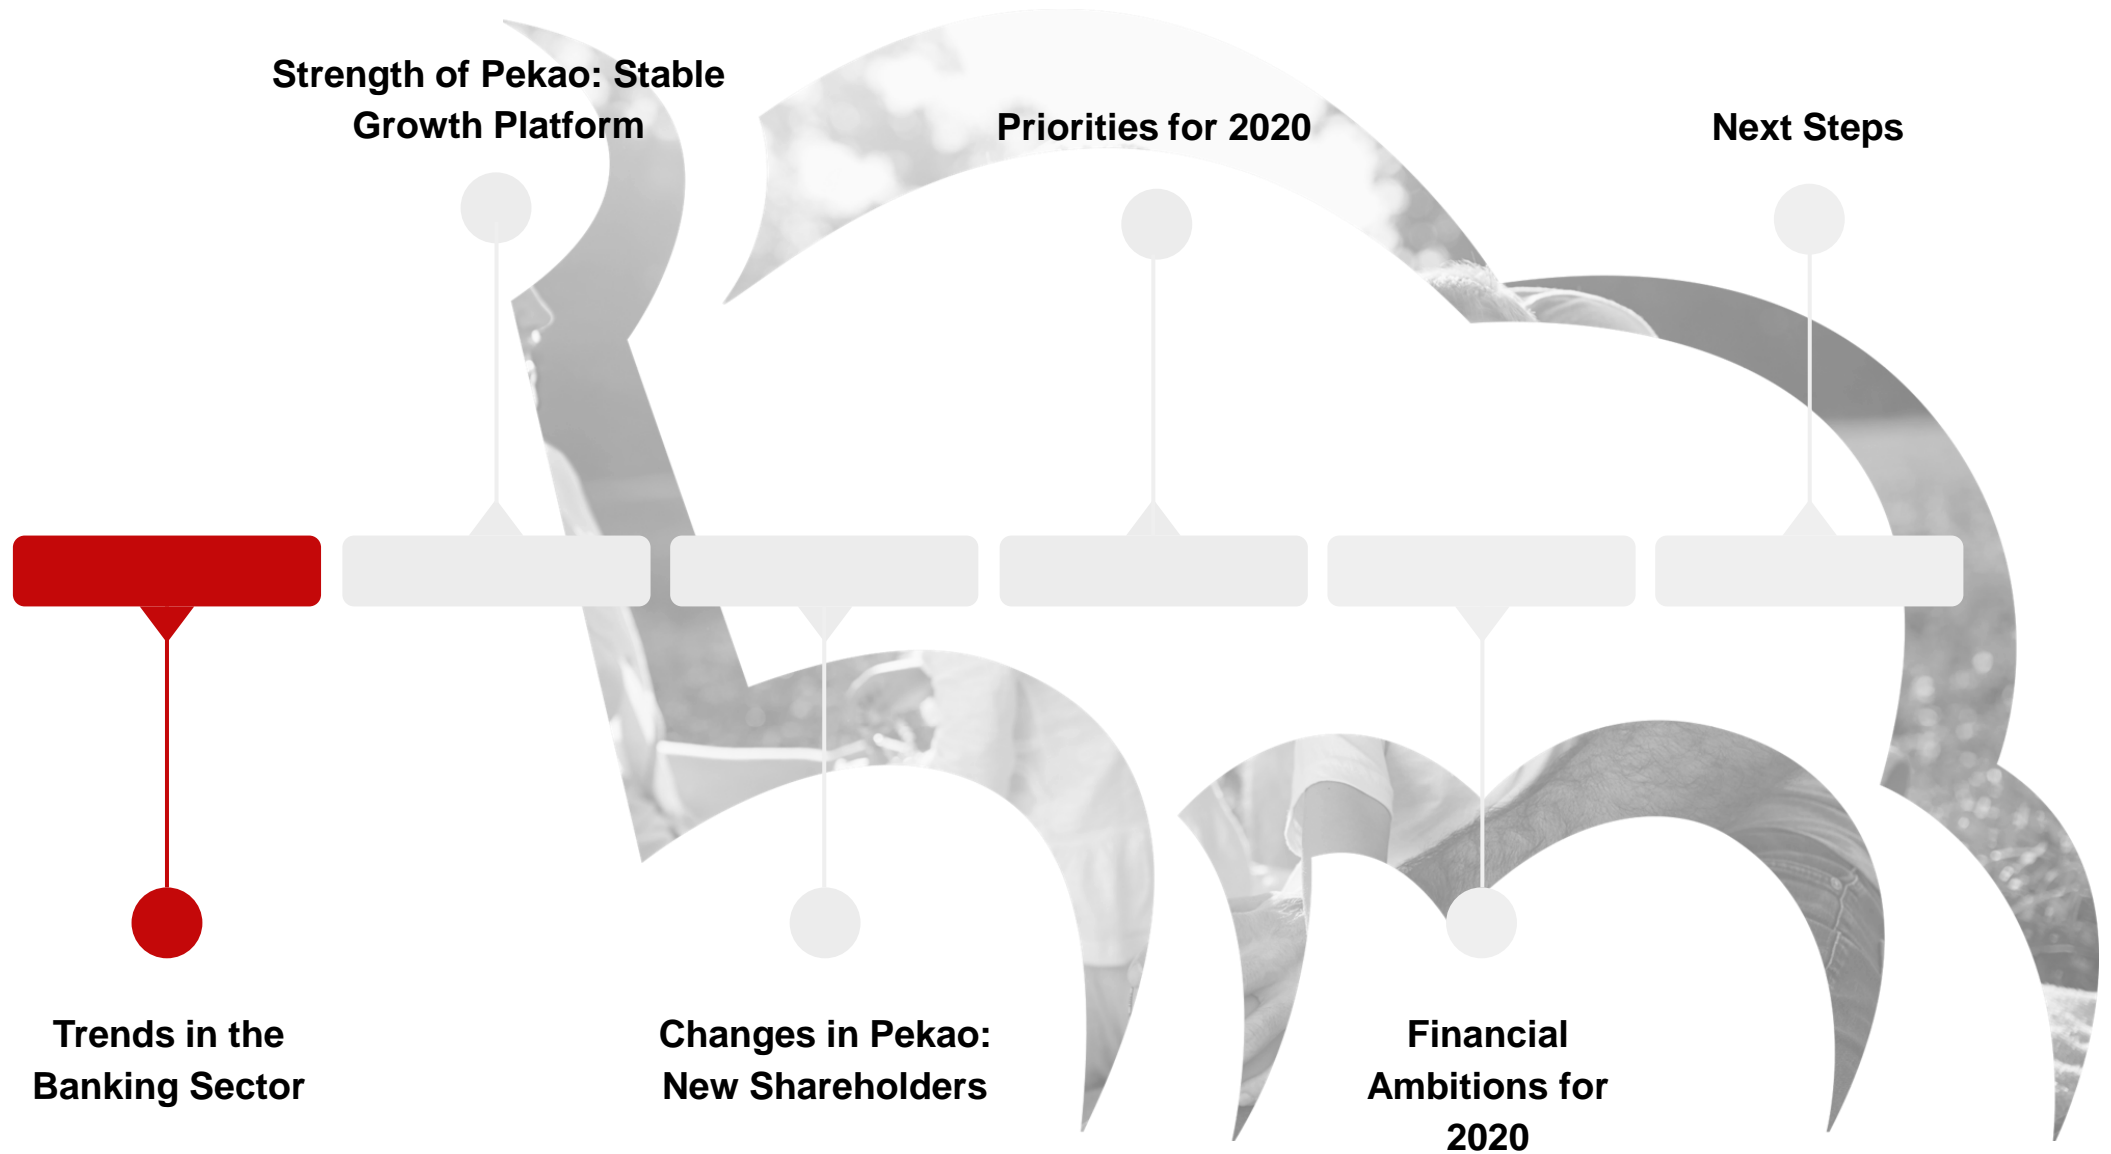 Strength of Pekao: Stable
Growth Platform
Priorities for 2020
Next Steps
Trends in the
Banking Sector
Changes in Pekao:
New Shareholders
Financial
Ambitions for
2020